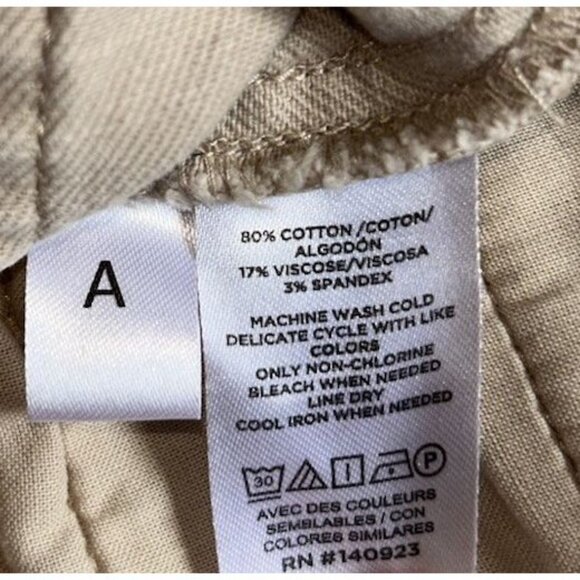 A
80% COTTON /COTON/
ALGODÓN
17% VISCOSE/VISCOSA
3% SPANDEX
MACHINE WASH COLD
DELICATE CYCLE WITH LIKE
COLORS
ONLY NON-CHLORINE
BLEACH WHEN NEEDED
LINE DRY
COOL IRON WHEN NEEDED
30 P
AVEC DES COULEURS
SEMBLABLES / CON
COLORES SIMILARES
RN #140923